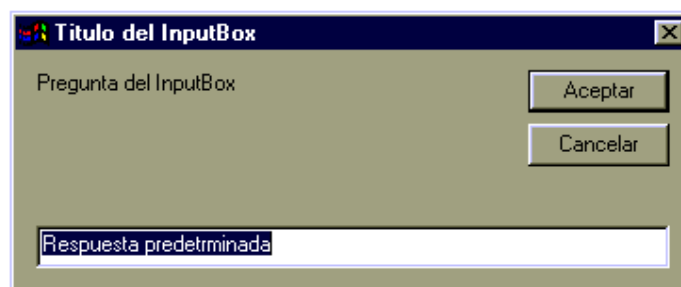 Titulo del InputBox
Pregunta del InputBox
Aceptar
Cancelar
Respuesta predetrminada